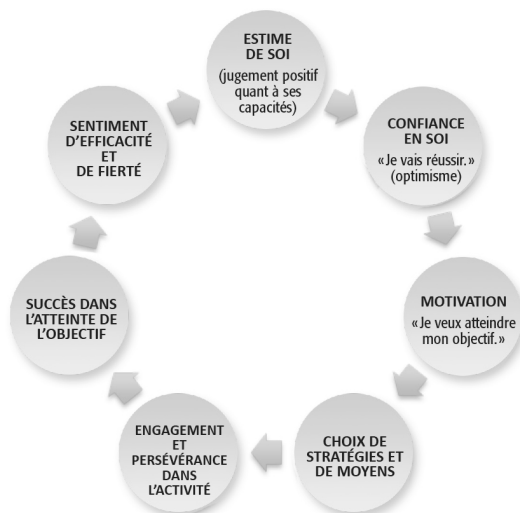 ESTIME
DE SOI
(jugement positif
quant à ses
capacités)
CONFIANCE
EN SOI
«Je vais réussir.»
(optimisme)
MOTIVATION
«Je veux atteindre
mon objectif.»
CHOIX DE
STRATÉGIES ET
DE MOYENS
ENGAGEMENT
ET
PERSÉVÉRANCE
DANS
L’ACTIVITÉ
SUCCÈS DANS
L’ATTEINTE DE
L’OBJECTIF
SENTIMENT
D’EFFICACITÉ
ET
DE FIERTÉ